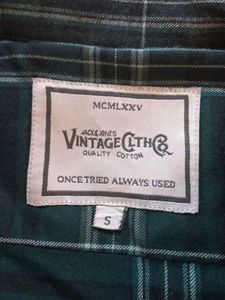 MCMLXXV
JACK & JONES
VINTAGE CLTH Co.
QUALITY COTTON
ONCE TRIED ALWAYS USED
S